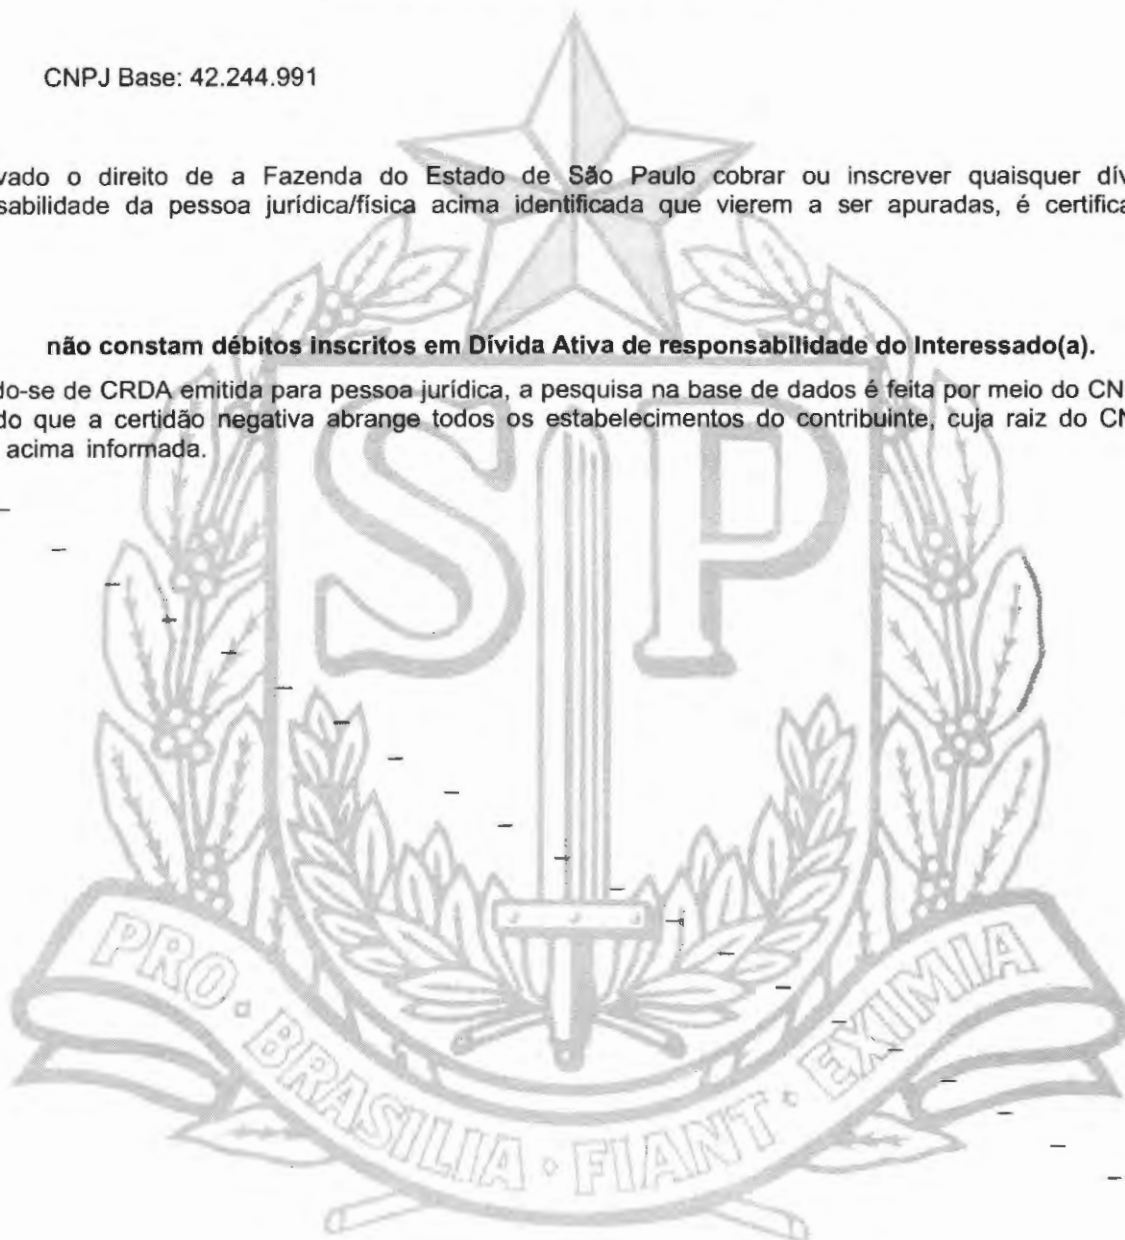 CNPJ Base: 42.244.991
vado o direito de a Fazenda do Estado de São Paulo cobrar ou inscrever quaisquer dív
sabilidade da pessoa jurídica/física acima identificada que vierem a ser apuradas, é certifica
não constam débitos inscritos em Dívida Ativa de responsabilidade do Interessado(a).
do-se de CRDA emitida para pessoa jurídica, a pesquisa na base de dados é feita por meio do CN
do que a certidão negativa abrange todos os estabelecimentos do contribuinte, cuja raiz do CN
acima informada.
SP
PRO · BRASILIA · FIANT · EXIMIA